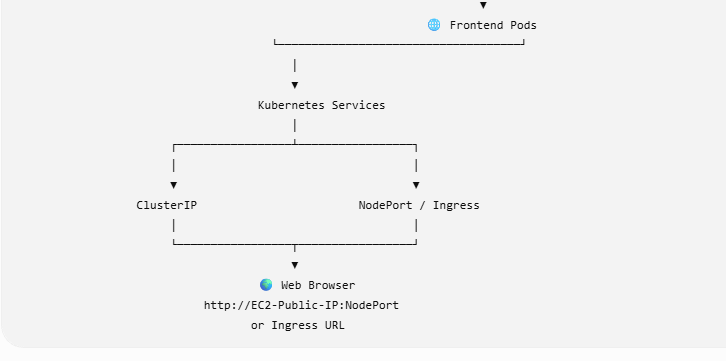 Frontend Pods
Kubernetes Services
ClusterIP NodePort / Ingress
Web Browser
http://EC2-Public-IP:NodePort
or Ingress URL